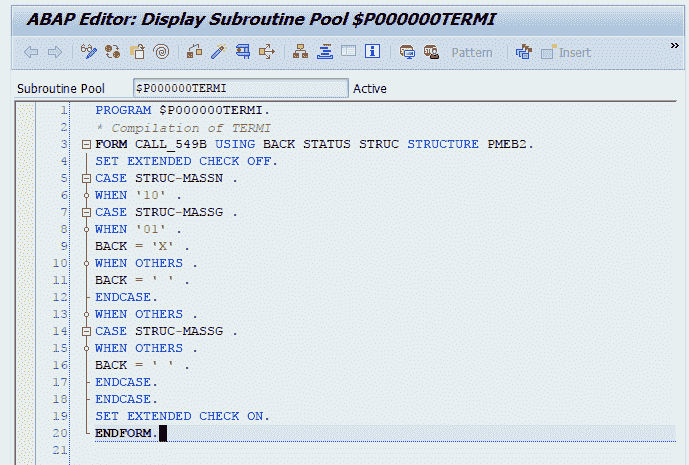 ABAP Editor: Display Subroutine Pool $P000000TERMI
Pattern Insert »
Subroutine Pool $P000000TERMI Active
1 PROGRAM $P000000TERMI.
2 * Compilation of TERMI
3 FORM CALL_549B USING BACK STATUS STRUC STRUCTURE PMEB2.
4 SET EXTENDED CHECK OFF.
5 CASE STRUC-MASSN .
6 WHEN '10' .
7 CASE STRUC-MASSG .
8 WHEN '01' .
9 BACK = 'X' .
10 WHEN OTHERS .
11 BACK = ' ' .
12 ENDCASE.
13 WHEN OTHERS .
14 CASE STRUC-MASSG .
15 WHEN OTHERS .
16 BACK = ' ' .
17 ENDCASE.
18 ENDCASE.
19 SET EXTENDED CHECK ON.
20 ENDFORM.
21